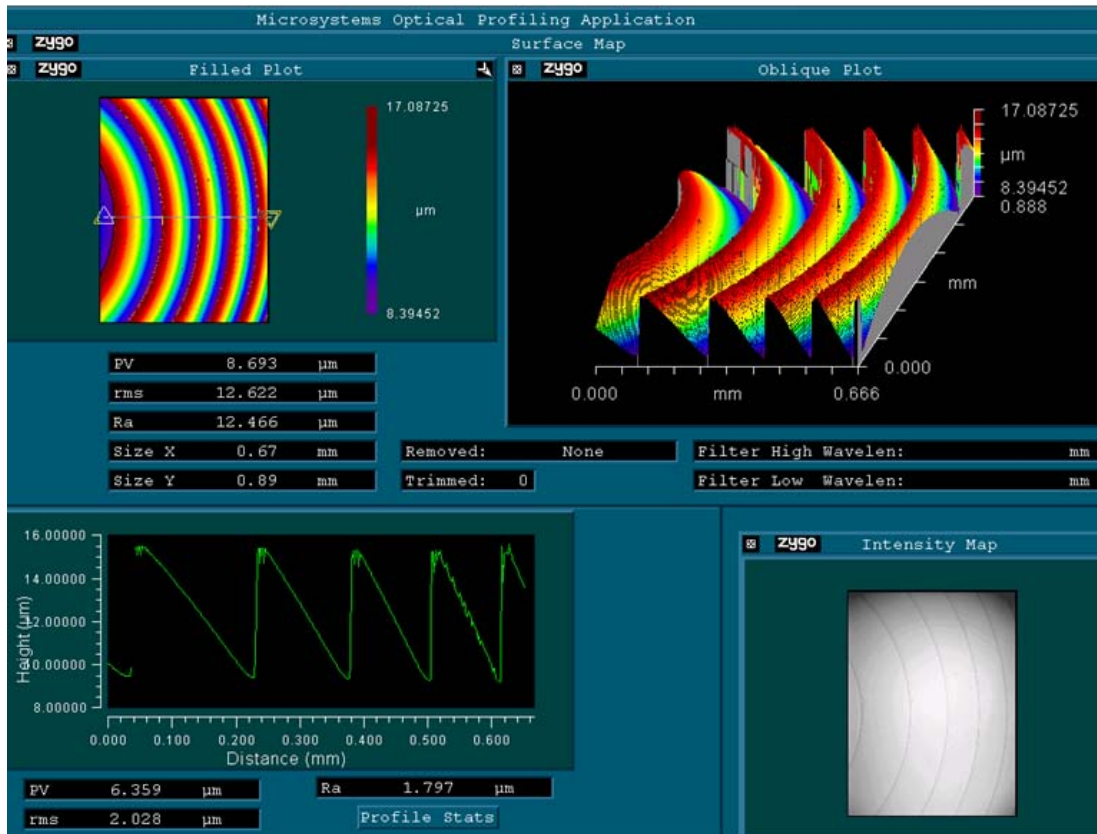 Microsystems Optical Profiling Application
zygo Surface Map
zygo Filled Plot
17.08725
µm
8.39452
zygo Oblique Plot
17.08725
µm
8.39452
0.888
mm
0.000
0.000 mm 0.666
PV 8.693 µm
rms 12.622 µm
Ra 12.466 µm
Size X 0.67 mm
Size Y 0.89 mm
Removed: None
Trimmed: 0
Filter High Wavelen: mm
Filter Low Wavelen: mm
16.00000
14.00000
12.00000
10.00000
8.00000
Height (µm)
0.000 0.100 0.200 0.300 0.400 0.500 0.600
Distance (mm)
PV 6.359 µm
rms 2.028 µm
Ra 1.797 µm
Profile Stats
zygo Intensity Map